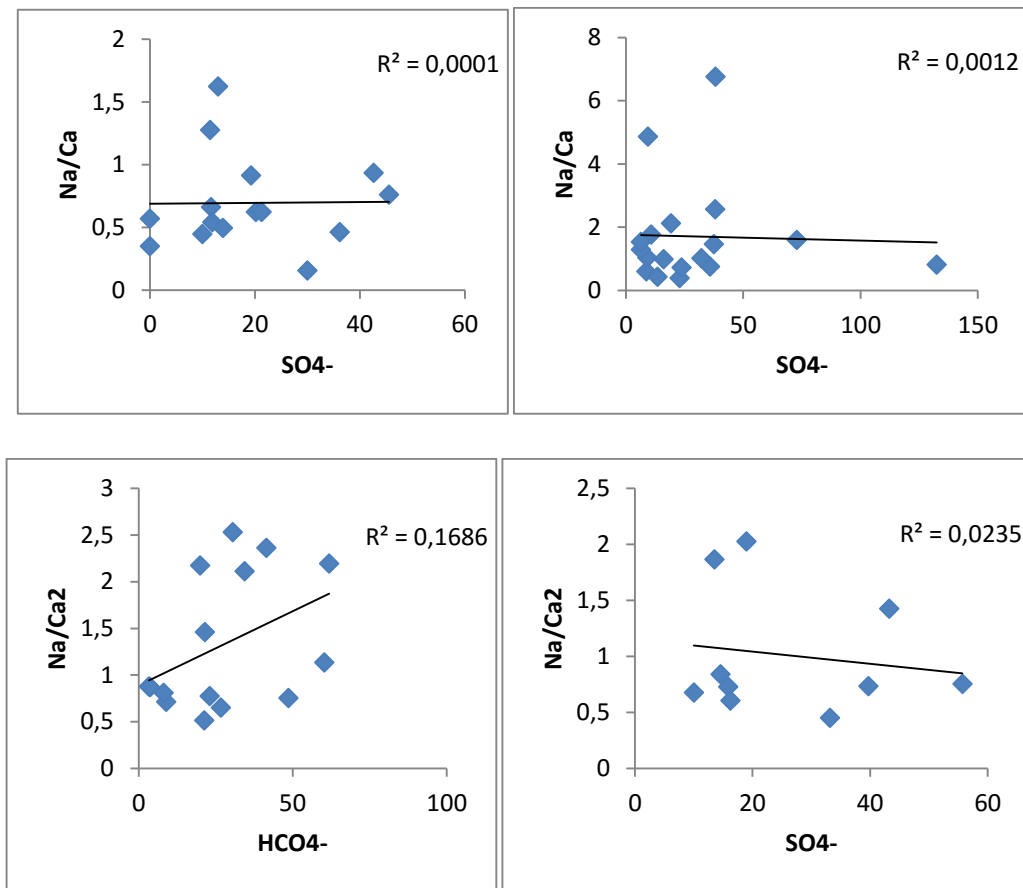 R² = 0,0001
Na/Ca
2
1,5
1
0,5
0
0 20 40 60
SO4-
R² = 0,0012
Na/Ca
8
6
4
2
0
0 50 100 150
SO4-
R² = 0,1686
Na/Ca2
3
2,5
2
1,5
1
0,5
0
0 50 100
HCO4-
R² = 0,0235
Na/Ca2
2,5
2
1,5
1
0,5
0
0 20 40 60
SO4-